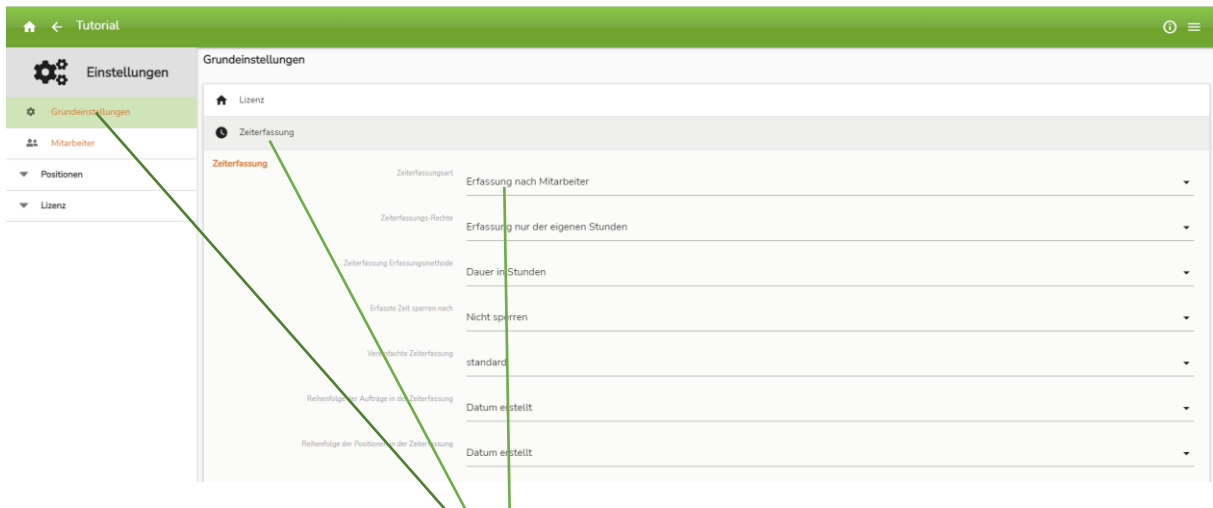 Tutorial
Einstellungen
Grundeinstellungen
Mitarbeiter
Positionen
Lizenz
Grundeinstellungen
Lizenz
Zeiterfassung
Zeiterfassung
Zeiterfassungsart
Erfassung nach Mitarbeiter
Zeiterfassungs-Rechte
Erfassung nur der eigenen Stunden
Zeiterfassung Erfassungsmethode
Dauer in Stunden
Erfasste Zeit sperren nach
Nicht sperren
Vereinfachte Zeiterfassung
standard
Reihenfolge der Aufträge in der Zeiterfassung
Datum erstellt
Reihenfolge der Positionen in der Zeiterfassung
Datum erstellt